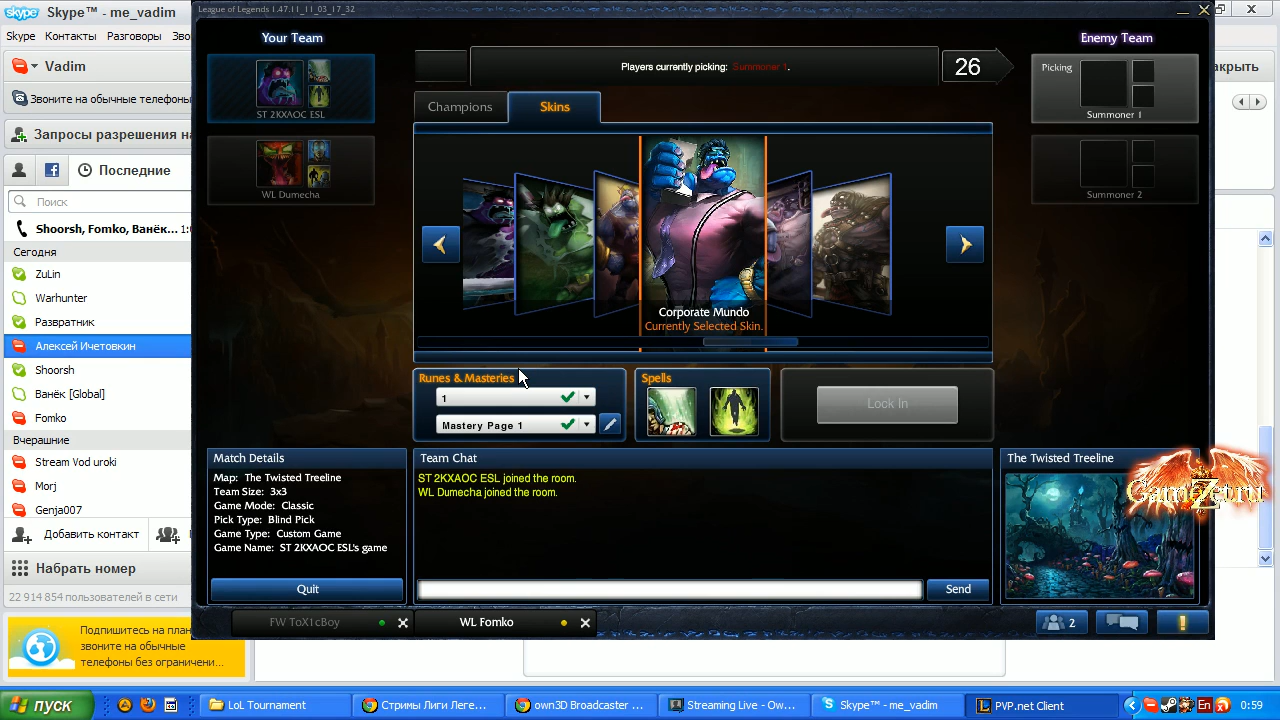 Skype™ - me_vadim
Skype Контакты Разговоры Зво
Vadim
Звонки на обычные телефоны
Запросы разрешения на
Последние
Поиск
Shoorsh, Fomko, Ванёк...
Сегодня
ZuLin
Warhunter
Развратник
Алексей Ичетовкин
Shoorsh
Ванёк [Global]
Fomko
Вчерашние
Stream Vod uroki
Morj
Genja007
Добавить контакт
Набрать номер
22 914 854 пользователей в сети
Подпишитесь на план
звоните на обычные
телефоны без ограничени...
League of Legends 1.47.11_11_03_17_32
Your Team
ST 2KXAOC ESL
WL Dumecha
Players currently picking: Summoner 1.
26
Enemy Team
Picking
Summoner 1
Summoner 2
Champions Skins
Corporate Mundo
Currently Selected Skin.
Runes & Masteries
1
Mastery Page 1
Spells
Lock In
Match Details
Map: The Twisted Treeline
Team Size: 3x3
Game Mode: Classic
Pick Type: Blind Pick
Game Type: Custom Game
Game Name: ST 2KXAOC ESL's game
Quit
Team Chat
ST 2KXAOC ESL joined the room.
WL Dumecha joined the room.
Send
The Twisted Treeline
GameZet.ru
FW ToX1cBoy
WL Fomko
2
закрыть
пуск
LoL Tournament
Стримы Лиги Леге...
own3D Broadcaster ...
Streaming Live - Ow...
Skype™ - me_vadim
PVP.net Client
En
0:59